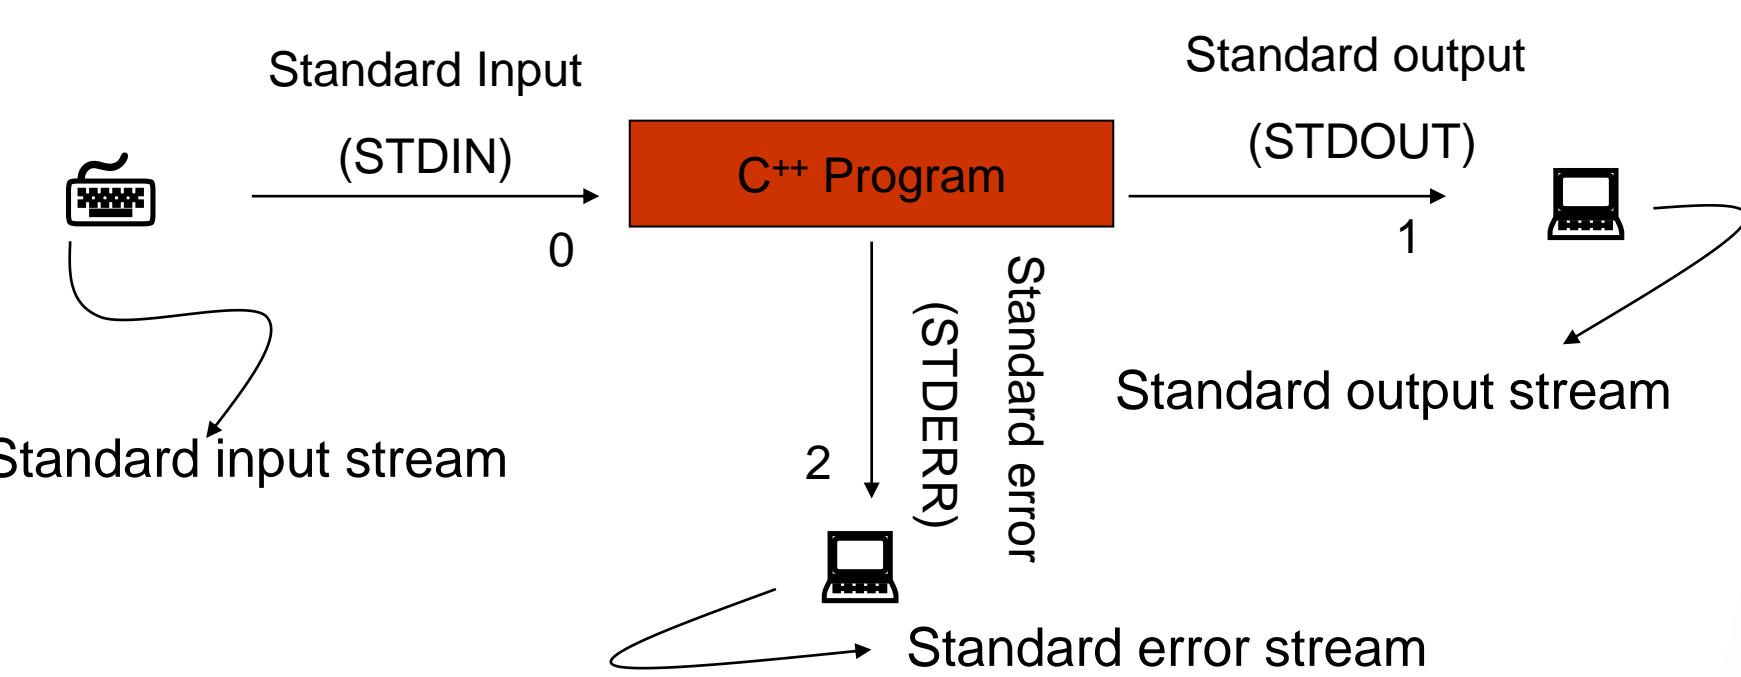 Standard Input
(STDIN)
0
C++ Program
Standard output
(STDOUT)
1
Standard error
(STDERR)
2
Standard input stream
Standard output stream
Standard error stream